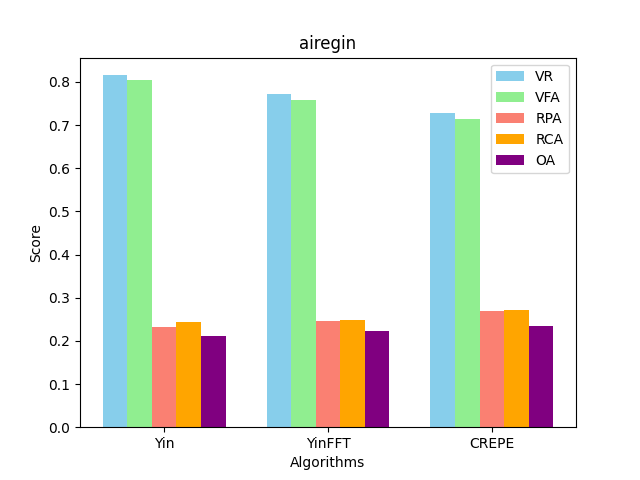 airegin
VR
VFA
RPA
RCA
OA
Score
0.8
0.7
0.6
0.5
0.4
0.3
0.2
0.1
0.0
Yin
YinFFT
CREPE
Algorithms